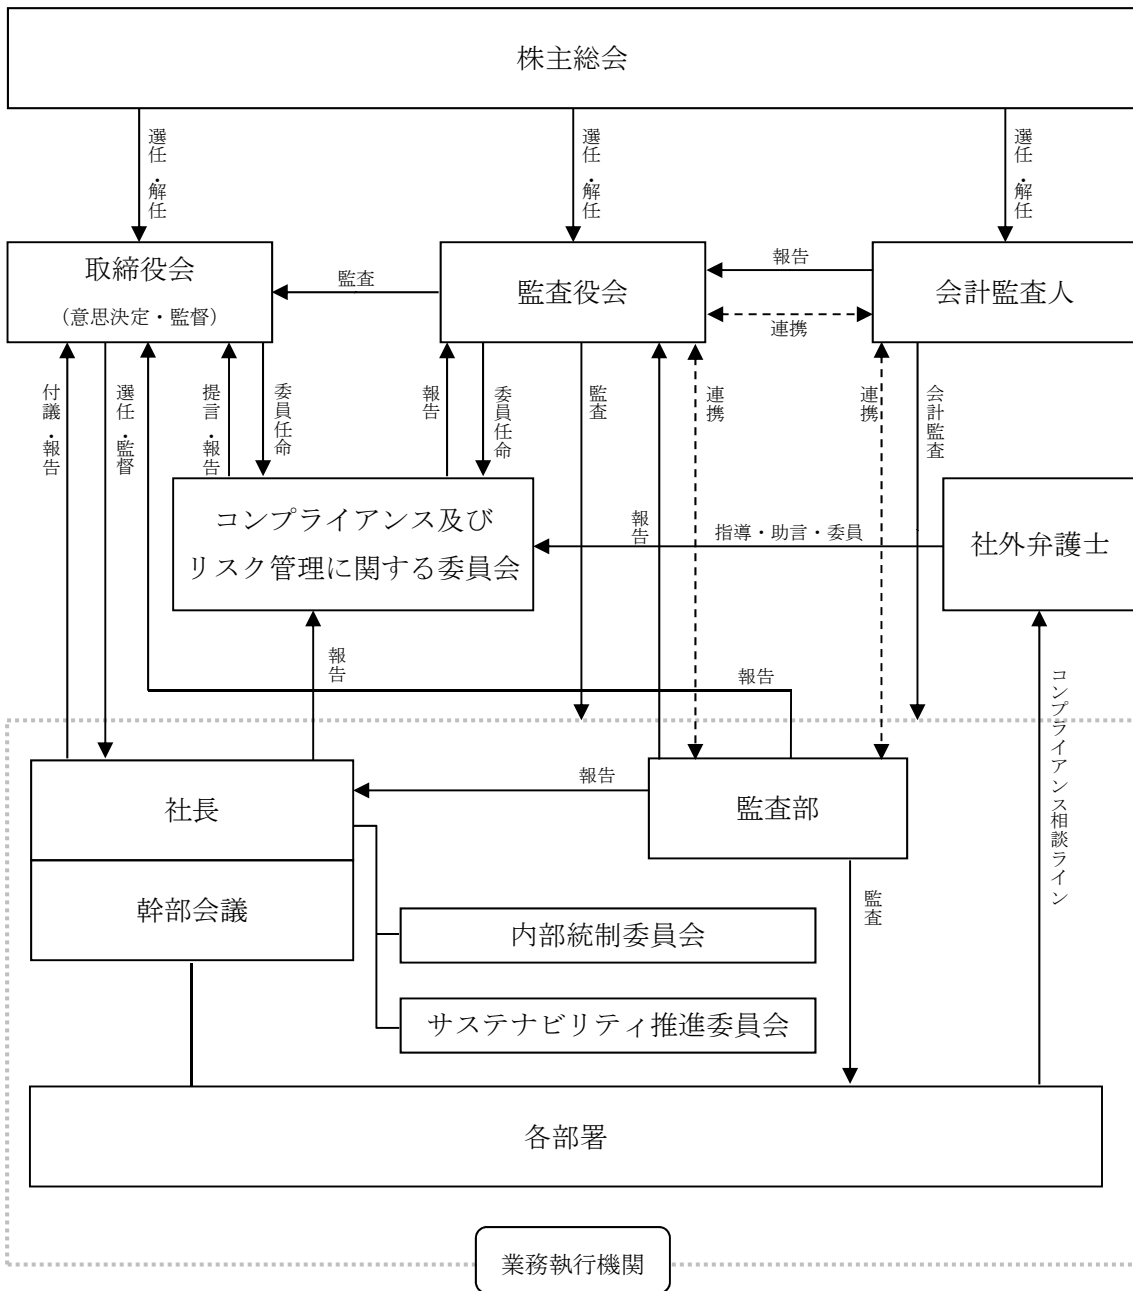 株主総会
選任・解任
選任・解任
選任・解任
取締役会
（意思決定・監督）
監査
監査役会
報告
連携
会計監査人
付議・報告
選任・監督
提言・報告
委員任命
報告
委員任命
監査
連携
連携
会計監査
コンプライアンス及び
リスク管理に関する委員会
報告
指導・助言・委員
社外弁護士
報告
報告
コンプライアンス相談ライン
社長
報告
監査部
幹部会議
監査
内部統制委員会
サステナビリティ推進委員会
各部署
業務執行機関